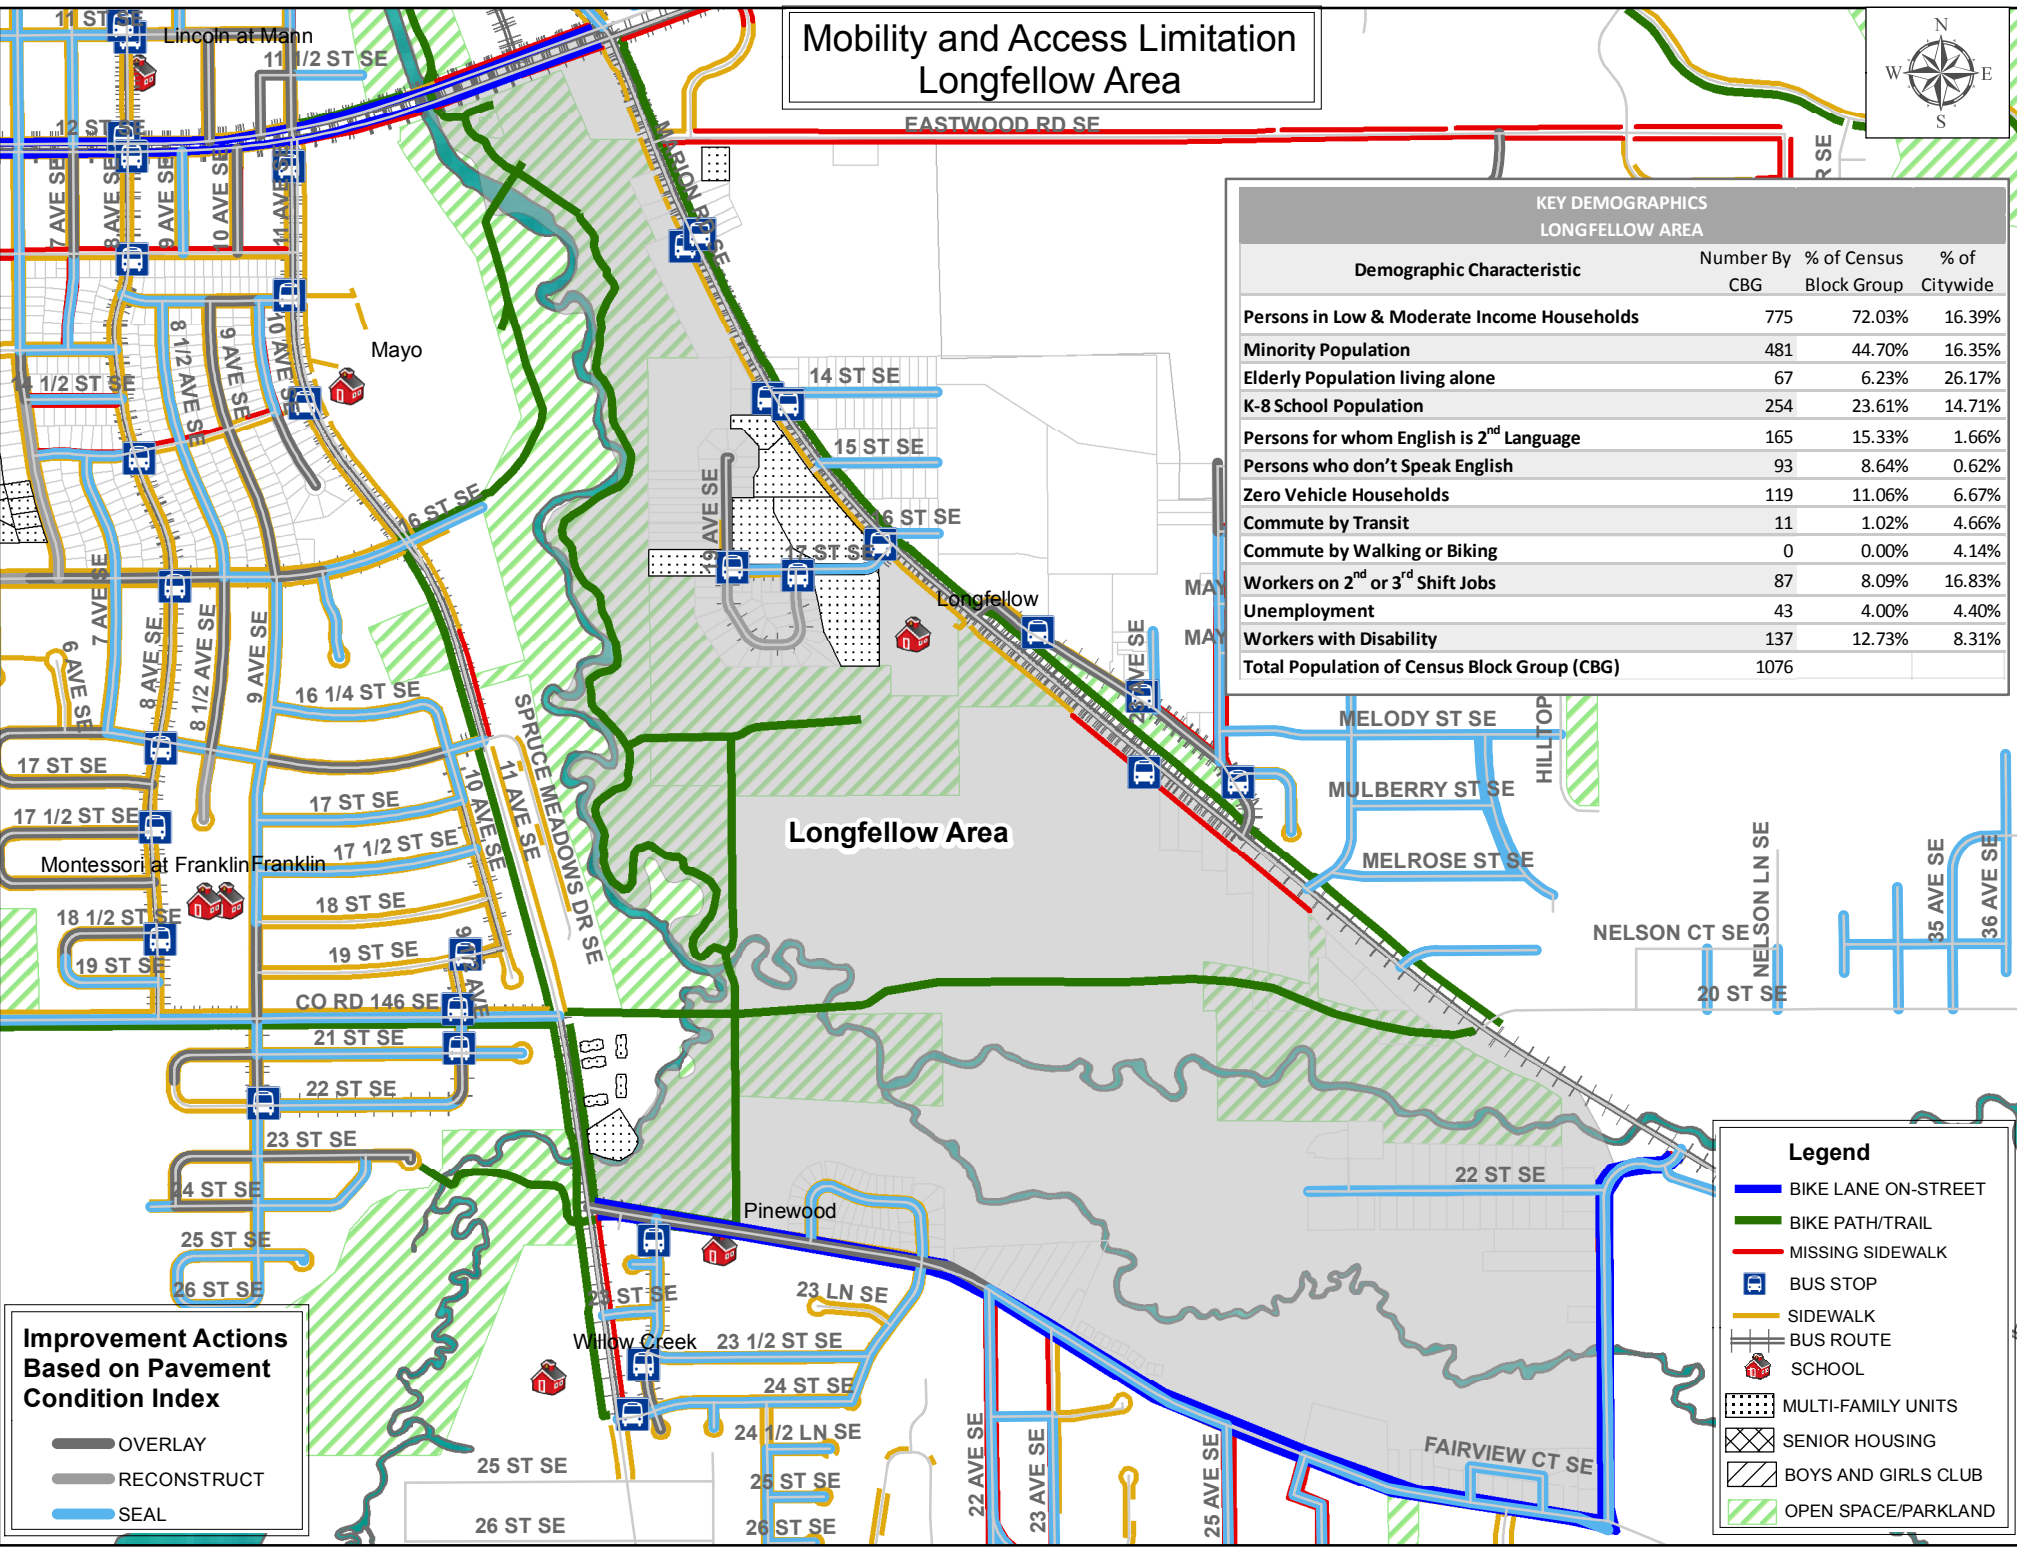 Mobility and Access Limitation
Longfellow Area
N
W E
S
11 ST SE
Lincoln at Mann
11 1/2 ST SE
12 ST SE
EASTWOOD RD SE
MARION RD SE
7 AVE SE
8 AVE SE
9 AVE SE
10 AVE SE
11 AVE SE
R SE
KEY DEMOGRAPHICS
LONGFELLOW AREA
Demographic Characteristic Number By CBG % of Census Block Group % of Citywide
Persons in Low & Moderate Income Households 775 72.03% 16.39%
Minority Population 481 44.70% 16.35%
Elderly Population living alone 67 6.23% 26.17%
K-8 School Population 254 23.61% 14.71%
Persons for whom English is 2nd Language 165 15.33% 1.66%
Persons who don't Speak English 93 8.64% 0.62%
Zero Vehicle Households 119 11.06% 6.67%
Commute by Transit 11 1.02% 4.66%
Commute by Walking or Biking 0 0.00% 4.14%
Workers on 2nd or 3rd Shift Jobs 87 8.09% 16.83%
Unemployment 43 4.00% 4.40%
Workers with Disability 137 12.73% 8.31%
Total Population of Census Block Group (CBG) 1076
8 1/2 AVE SE
9 AVE SE
10 AVE SE
Mayo
14 1/2 ST SE
14 ST SE
15 ST SE
16 ST SE
16 ST SE
17 ST SE
19 AVE SE
Longfellow
MAY
MAY
23 AVE SE
7 AVE SE
6 AVE SE
8 AVE SE
8 1/2 AVE SE
9 AVE SE
16 1/4 ST SE
SPRUCE MEADOWS DR SE
11 AVE SE
10 AVE SE
17 ST SE
17 ST SE
17 1/2 ST SE
17 1/2 ST SE
Montessori at Franklin
Franklin
18 ST SE
18 1/2 ST SE
19 ST SE
19 ST SE
9 1/2 AVE
CO RD 146 SE
21 ST SE
22 ST SE
23 ST SE
24 ST SE
25 ST SE
26 ST SE
Longfellow Area
MELODY ST SE
HILLTOP
MULBERRY ST SE
MELROSE ST SE
NELSON CT SE
NELSON LN SE
35 AVE SE
36 AVE SE
20 ST SE
22 ST SE
Pinewood
23 LN SE
23 ST SE
Willow Creek
23 1/2 ST SE
24 ST SE
24 1/2 LN SE
25 ST SE
25 ST SE
26 ST SE
26 ST SE
22 AVE SE
23 AVE SE
25 AVE SE
FAIRVIEW CT SE
Improvement Actions
Based on Pavement
Condition Index
OVERLAY
RECONSTRUCT
SEAL
Legend
BIKE LANE ON-STREET
BIKE PATH/TRAIL
MISSING SIDEWALK
BUS STOP
SIDEWALK
BUS ROUTE
SCHOOL
MULTI-FAMILY UNITS
SENIOR HOUSING
BOYS AND GIRLS CLUB
OPEN SPACE/PARKLAND